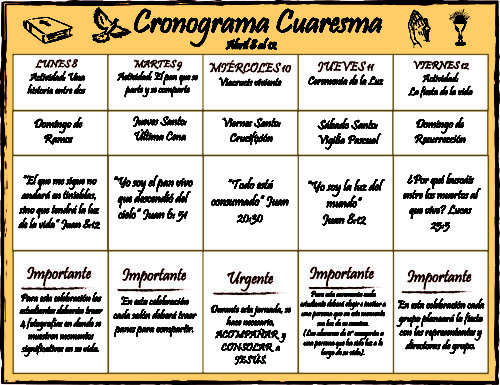 Cronograma Cuaresma
Abril 8 al 12
LUNES 8
Actividad: Una
historia entre dos
MARTES 9
Actividad: El pan que se
parte y se comparte
MIÉRCOLES 10
Viacrucis viviente
JUEVES 11
Ceremonia de la Luz
VIERNES 12
Actividad:
La fiesta de la vida
Domingo de
Ramos
Jueves Santo:
Última Cena
Viernes Santo:
Crucifixión
Sábado Santo:
Vigilia Pascual
Domingo de
Resurrección
"El que me sigue no
andará en tinieblas,
sino que tendrá la luz
de la vida" Juan 8:12
"Yo soy el pan vivo
que descendió del
cielo" Juan 6: 51
"Todo está
consumado" Juan
20:30
"Yo soy la luz del
mundo"
Juan 8:12
¿Por qué buscáis
entre los muertos al
que vive? Lucas
23:5
Importante
Para esta celebración los
estudiantes deberán traer
4 fotografías en donde se
muestren momentos
significativos en su vida.
Importante
En esta celebración
cada salón deberá traer
panes para compartir.
Urgente
Durante esta jornada, se
hace necesario,
ACOMPAÑAR y
CONSOLAR a
JESÚS.
Importante
Para esta ceremonia cada
estudiante deberá elegir e invitar a
una persona que en este momento
sea luz de su camino.
a
una persona que ha sido luz a lo
largo de su vida).
Importante
En esta celebración cada
grupo planeará la fiesta
con los representantes y
directores de grupo.